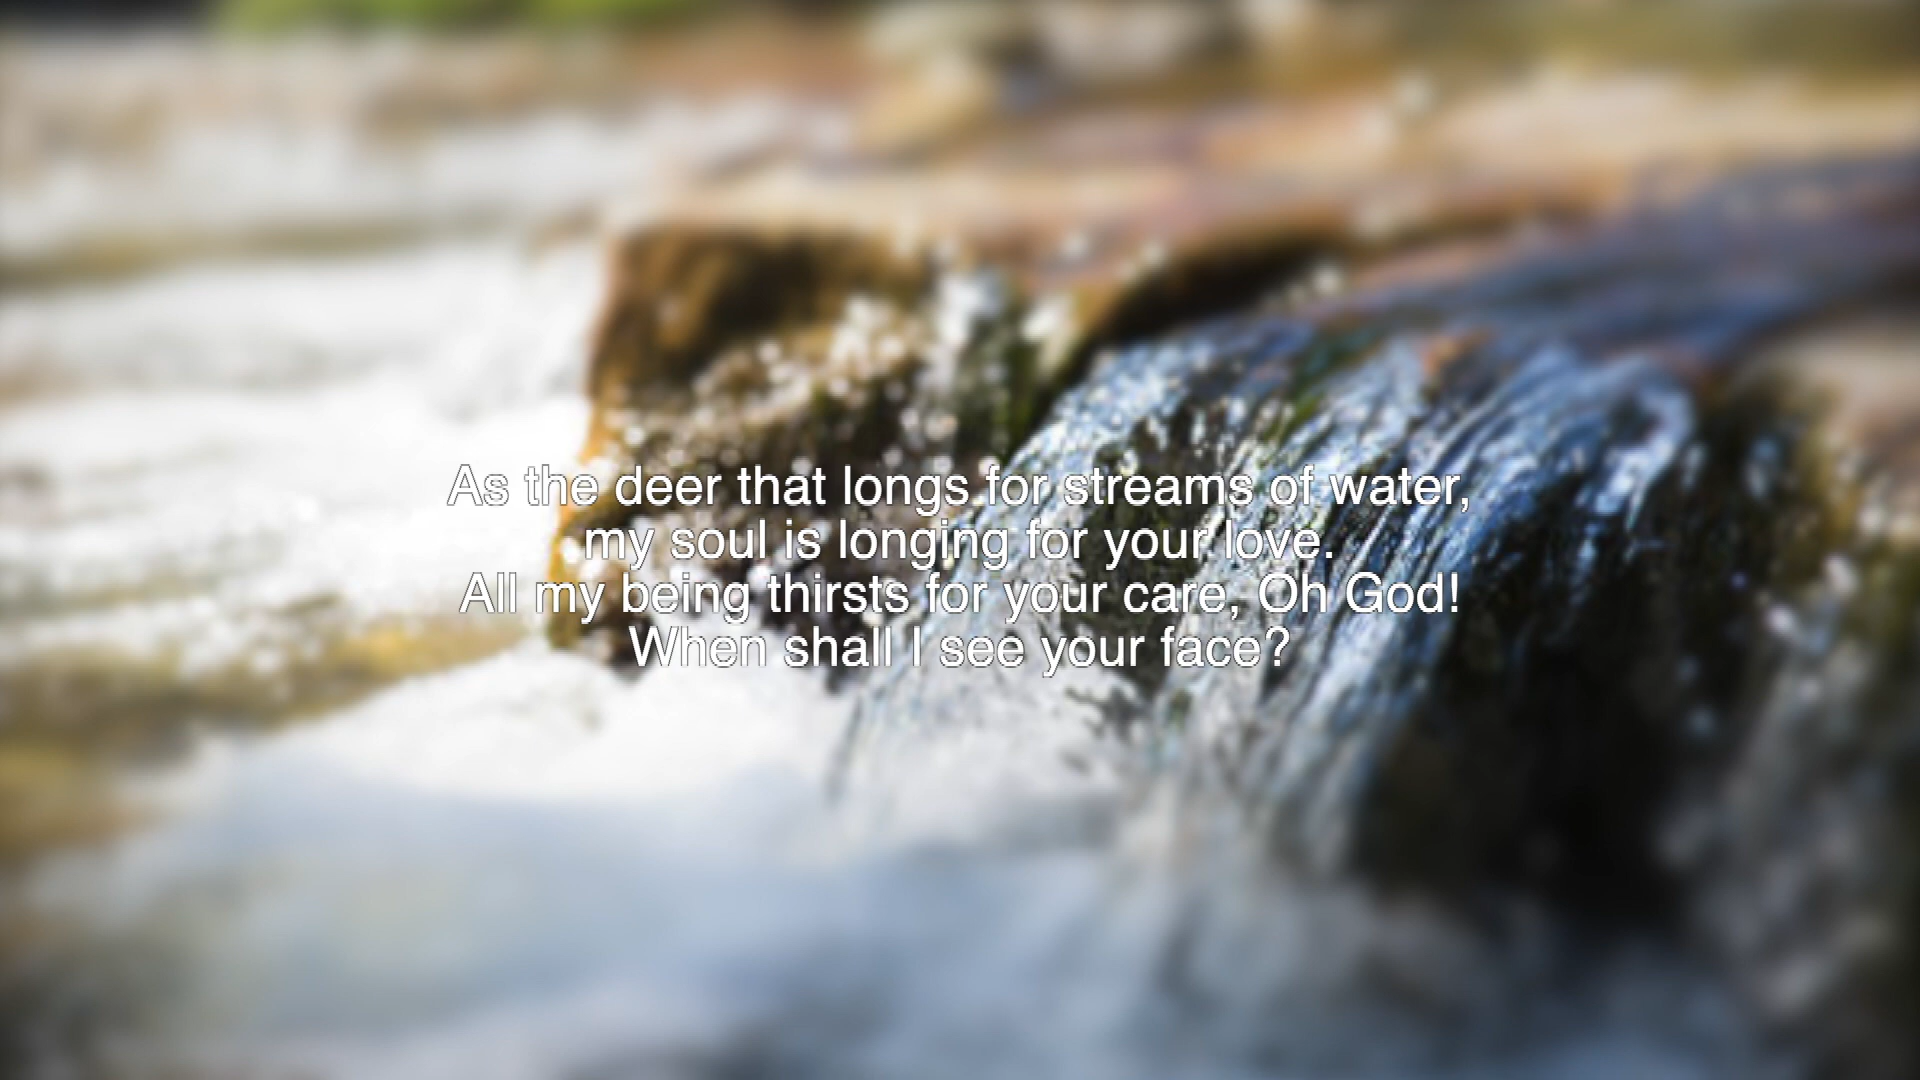 As the deer that longs for streams of water,
my soul is longing for your love.
All my being thirsts for your care, Oh God!
When shall I see your face?